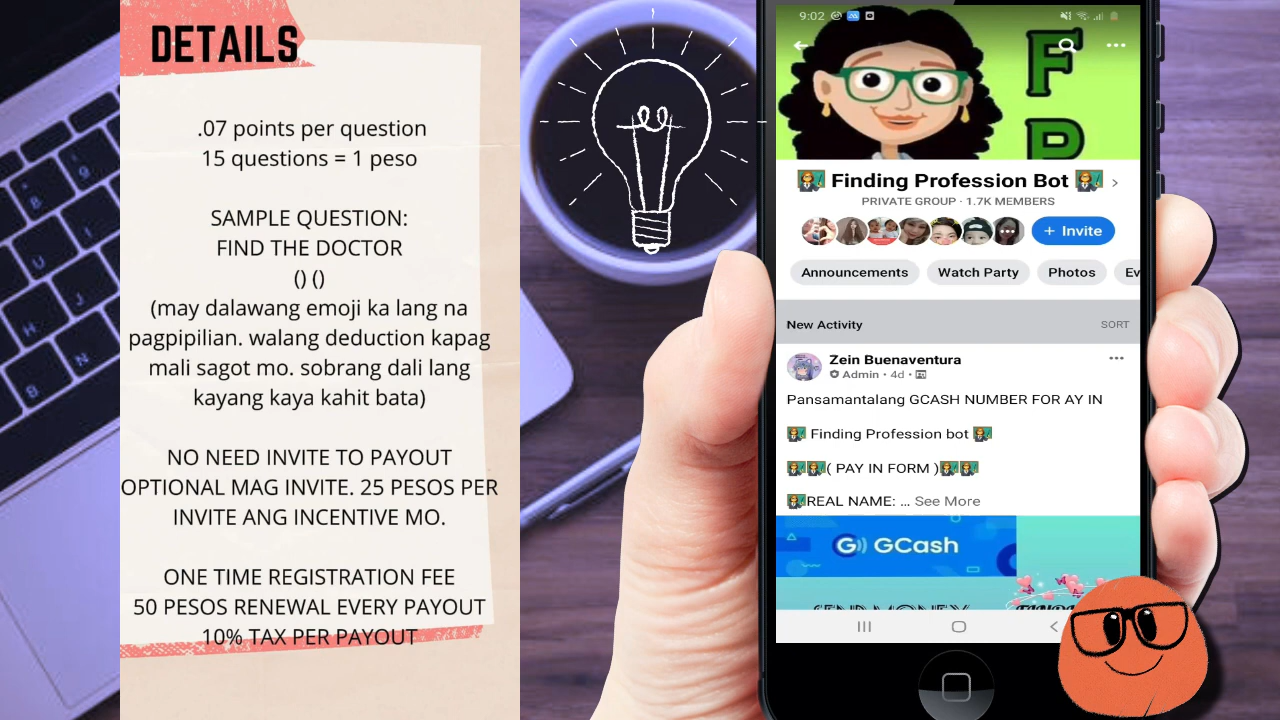 DETAILS
.07 points per question
15 questions = 1 peso
SAMPLE QUESTION:
FIND THE DOCTOR
() ()
(may dalawang emoji ka lang na
pagpipilian. walang deduction kapag
mali sagot mo. sobrang dali lang
kayang kaya kahit bata)
NO NEED INVITE TO PAYOUT
OPTIONAL MAG INVITE. 25 PESOS PER
INVITE ANG INCENTIVE MO.
ONE TIME REGISTRATION FEE
50 PESOS RENEWAL EVERY PAYOUT
10% TAX PER PAYOUT
9:02
F
P
Finding Profession Bot
PRIVATE GROUP · 1.7K MEMBERS
+ Invite
Announcements
Watch Party
Photos
Ev
New Activity
SORT
Zein Buenaventura
Admin • 4d •
Pansamantalang GCASH NUMBER FOR AY IN
Finding Profession bot
( PAY IN FORM )
REAL NAME: ... See More
GCash
SEND MONEY